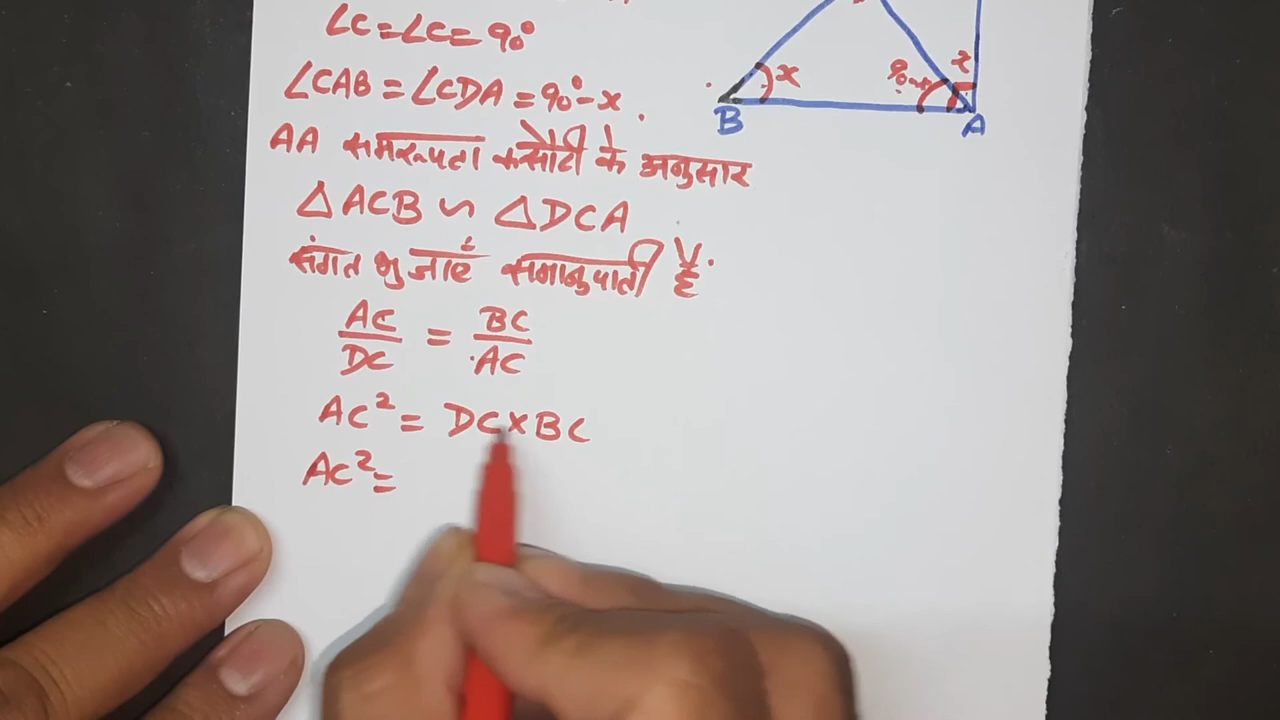 ∠C=∠C=90°
∠CAB=∠CDA=90°-x.
AA समरूपता कसौटी के अनुसार
△ACB ∽ △DCA
संगत भुजाएं समानुपाती हैं.
AC/DC = BC/AC
AC²= DC×BC
AC²=
x
90-x
x
B
A